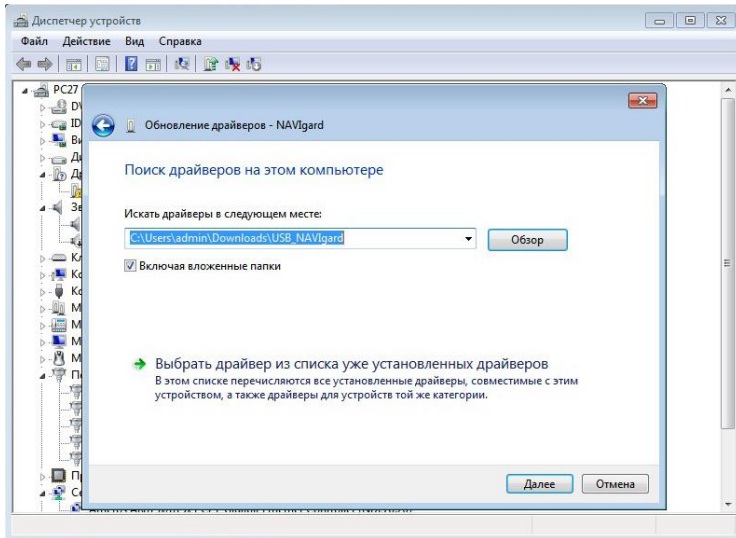 Диспетчер устройств
Файл Действие Вид Справка
PC27
Обновление драйверов - NAVIgard
Поиск драйверов на этом компьютере
Искать драйверы в следующем месте:
C:\Users\admin\Downloads\USB_NAVIgard
Обзор
Включая вложенные папки
Выбрать драйвер из списка уже установленных драйверов
В этом списке перечисляются все установленные драйверы, совместимые с этим
устройством, а также драйверы для устройств той же категории.
Далее Отмена